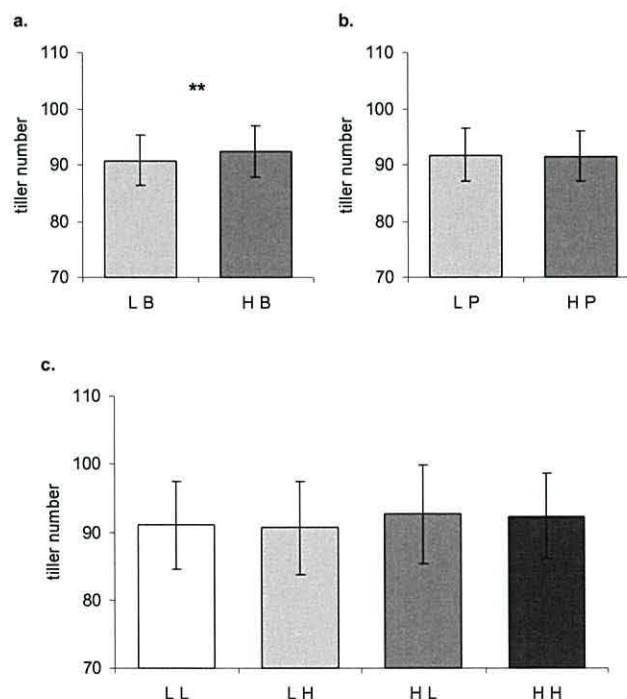 a.
110
100
90
80
70
tiller number
**
L B
H B
b.
110
100
90
80
70
tiller number
L P
H P
c.
110
100
90
80
70
tiller number
L L
L H
H L
H H